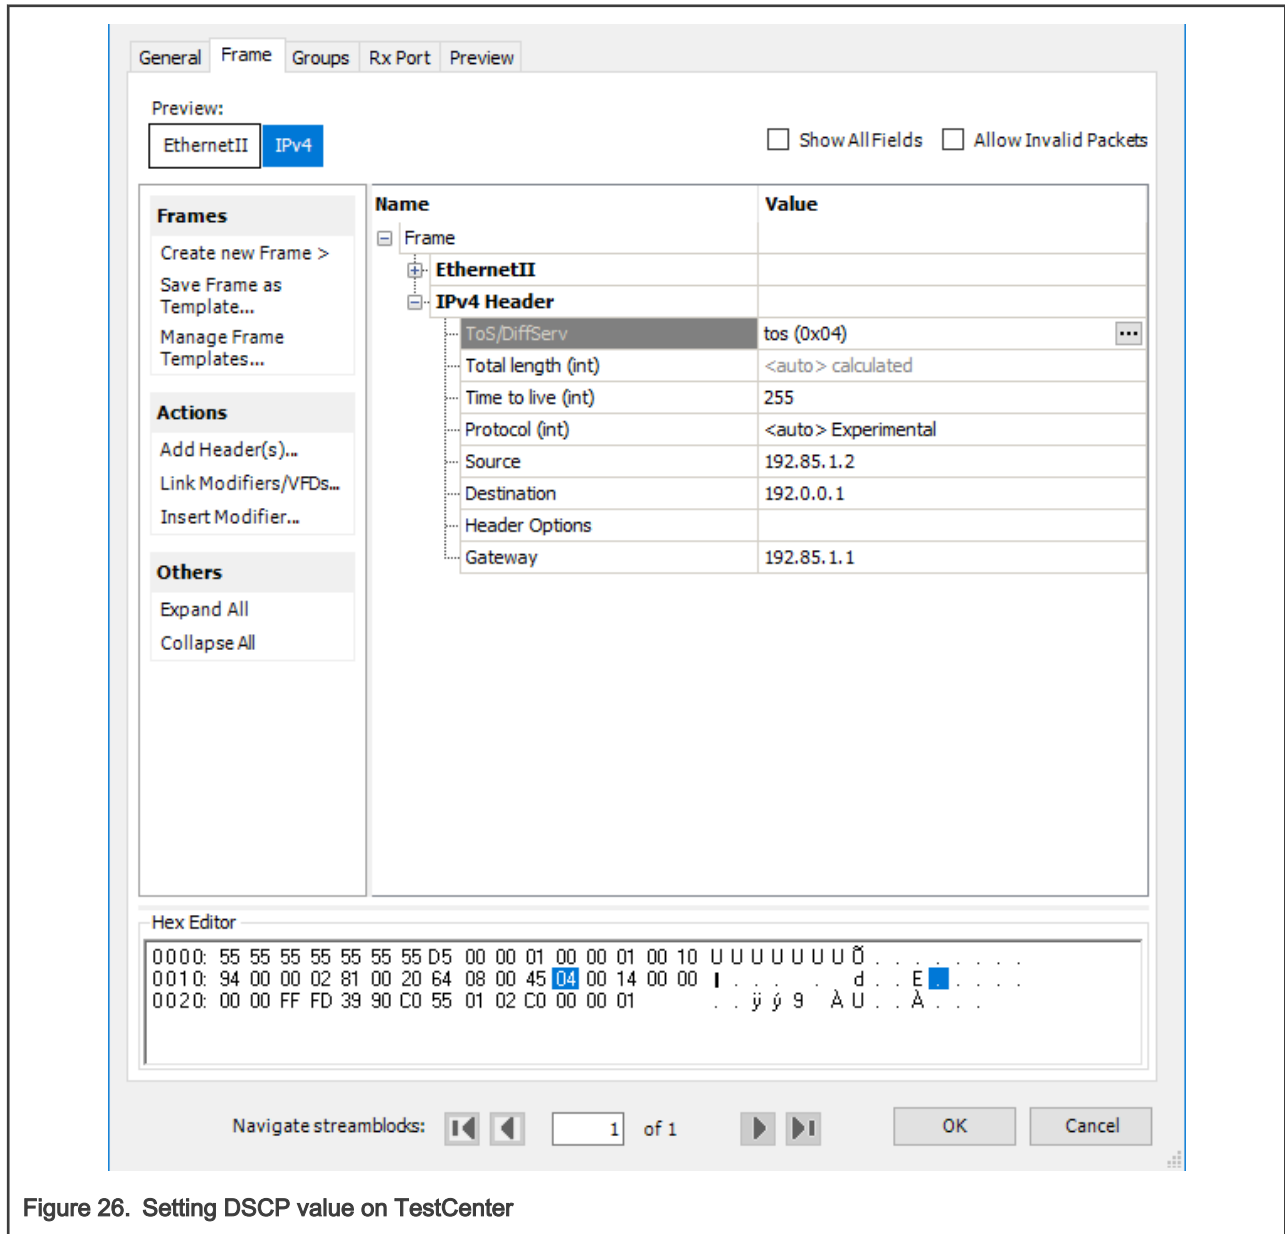 General Frame Groups Rx Port Preview
Preview:
EthernetII IPv4
Show All Fields Allow Invalid Packets
Frames
Create new Frame >
Save Frame as
Template...
Manage Frame
Templates...
Actions
Add Header(s)...
Link Modifiers/VFDs...
Insert Modifier...
Others
Expand All
Collapse All
Name Value
Frame
EthernetII
IPv4 Header
ToS/DiffServ tos (0x04) ...
Total length (int) <auto> calculated
Time to live (int) 255
Protocol (int) <auto> Experimental
Source 192.85.1.2
Destination 192.0.0.1
Header Options
Gateway 192.85.1.1
Hex Editor
0000: 55 55 55 55 55 55 55 D5 00 00 01 00 00 01 00 10 U U U U U U U Õ . . . . . . . .
0010: 94 00 00 02 81 00 20 64 08 00 45 04 00 14 00 00 . . . . d . . E . . . . .
0020: 00 00 FF FD 39 90 C0 55 01 02 C0 00 00 01 . . ÿ ý 9 À U . . À . . .
Navigate streamblocks: 1 of 1 OK Cancel
Figure 26. Setting DSCP value on TestCenter